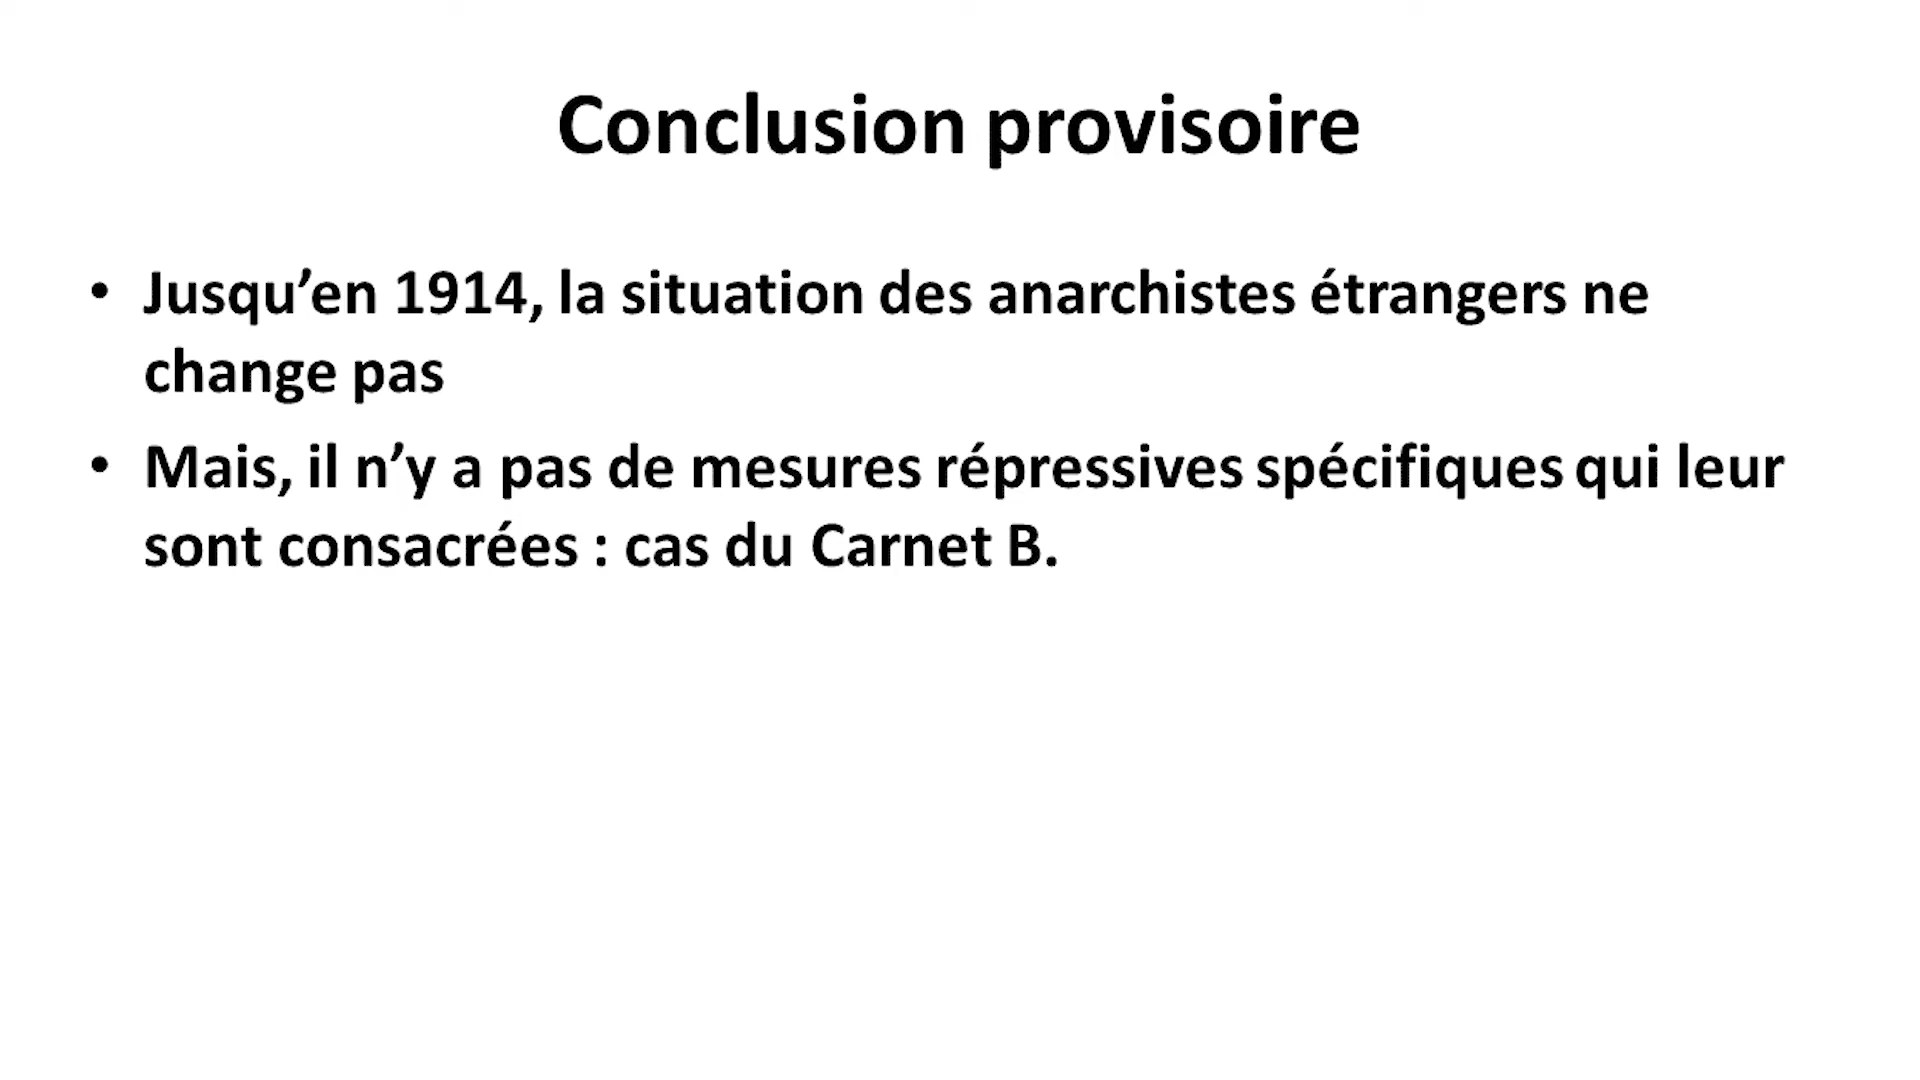 Conclusion provisoire
• Jusqu’en 1914, la situation des anarchistes étrangers ne
change pas
• Mais, il n’y a pas de mesures répressives spécifiques qui leur
sont consacrées : cas du Carnet B.